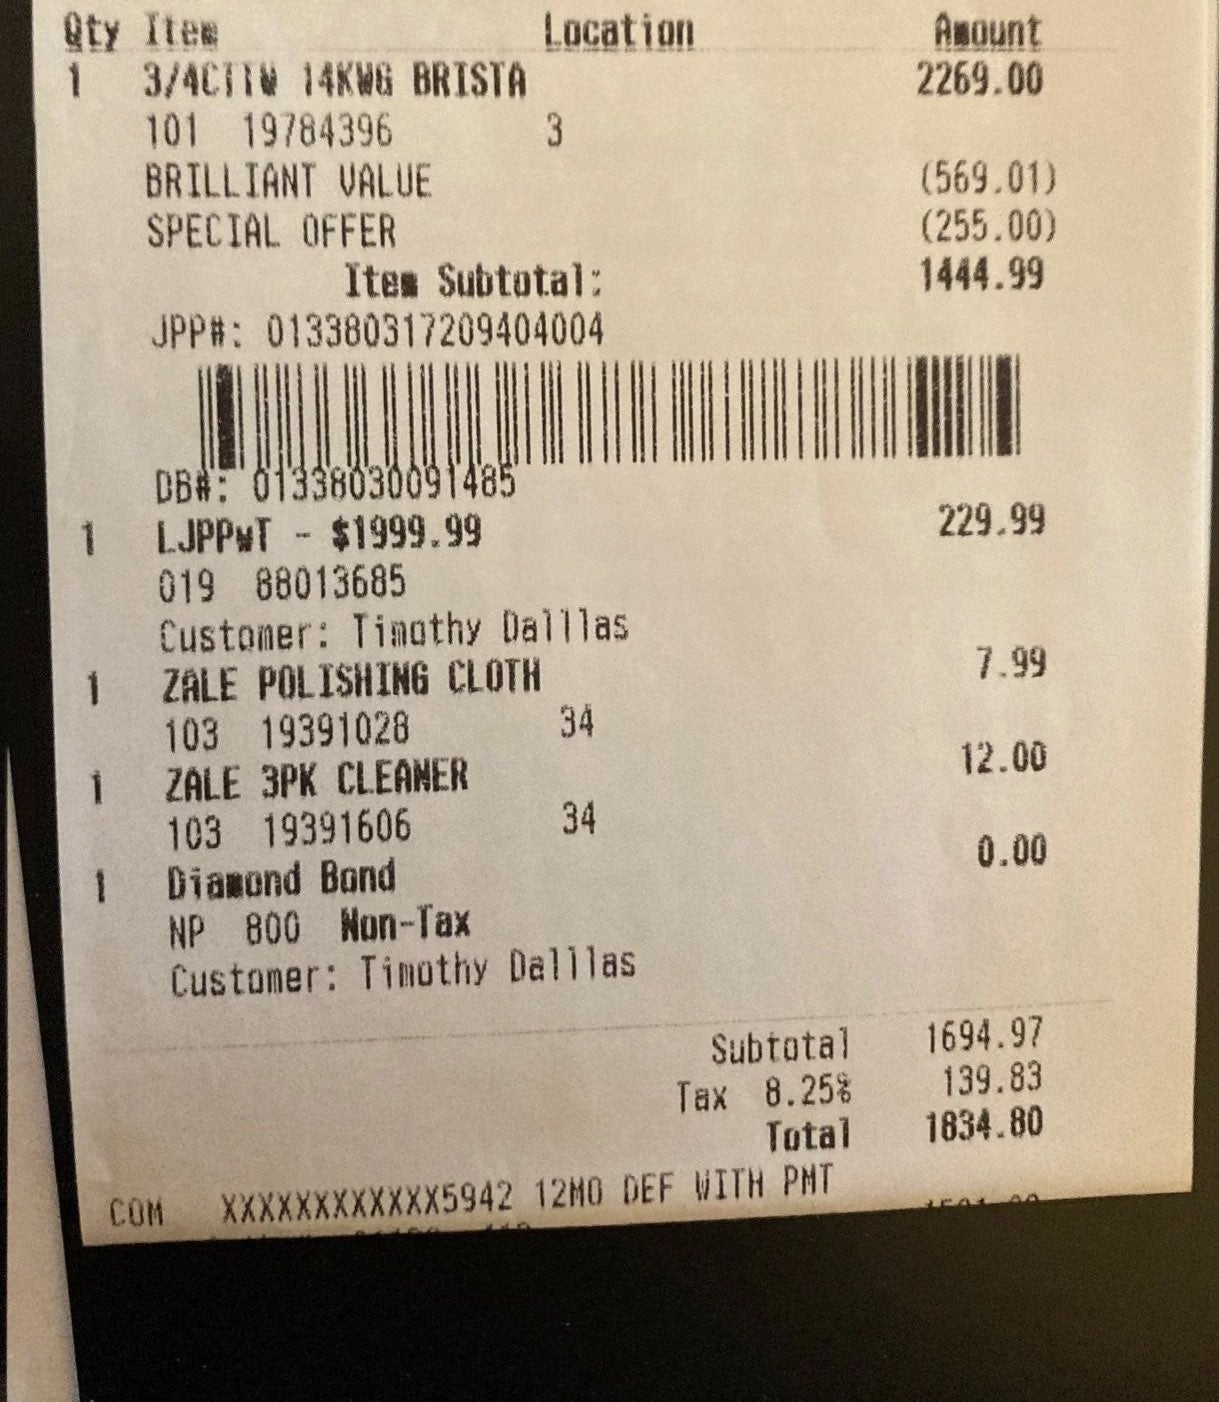 Qty Item Location Amount
1 3/4CTTW 14KWG BRISTA 2269.00
101 19784396 3
BRILLIANT VALUE (569.01)
SPECIAL OFFER (255.00)
Item Subtotal: 1444.99
JPP#: 013380317209404004
DB#: 01338030091485
1 LJPPwT - $1999.99 229.99
019 88013685
Customer: Timothy Dalllas
1 ZALE POLISHING CLOTH 7.99
103 19391028 34
1 ZALE 3PK CLEANER 12.00
103 19391606 34
1 Diamond Bond 0.00
NP 800 Non-Tax
Customer: Timothy Dalllas
Subtotal 1694.97
Tax 8.25% 139.83
Total 1834.80
COM XXXXXXXXXXXX5942 12MO DEF WITH PMT